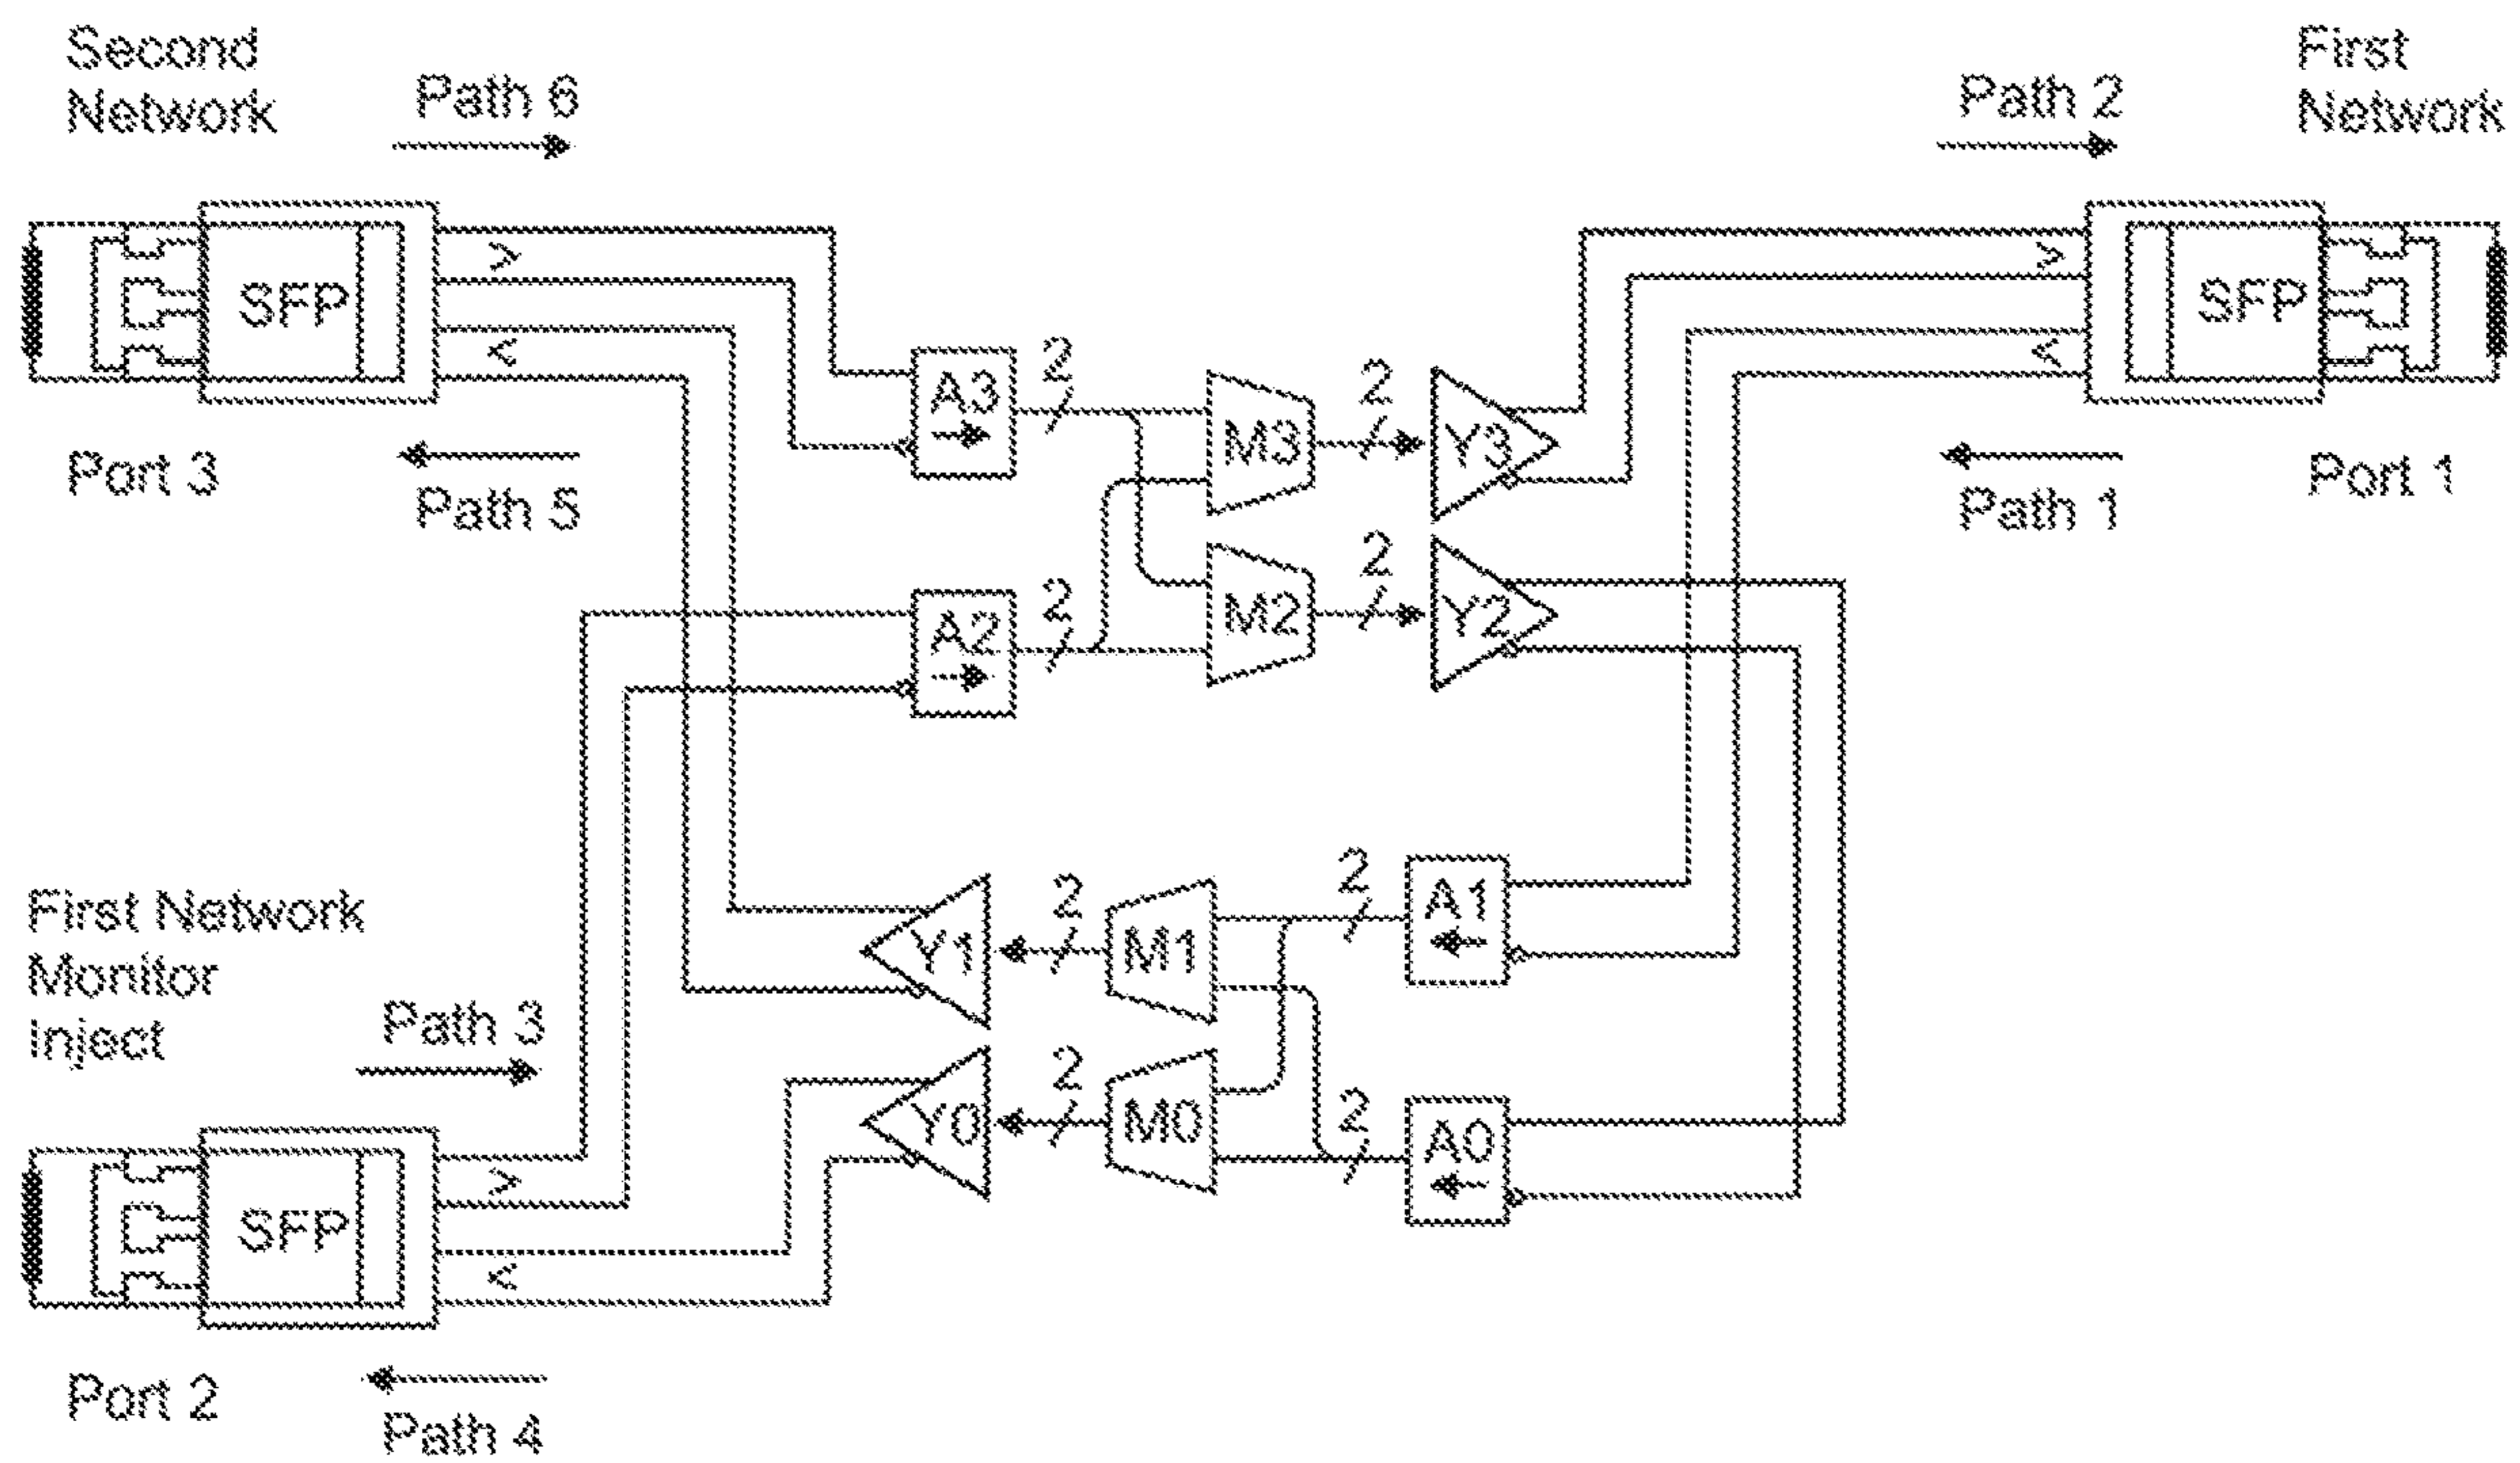 Second
Network
Path 6
Path 2
First
Network
>
>
SFP
SFP
<
<
2
A3
2
M3
Y3
Port 3
Path 5
Path 1
Port 1
2
A2
2
M2
Y2
2
A1
2
Y1
M1
First Network
Monitor
Inject
Path 3
2
Y0
M0
2
A0
>
SFP
<
Port 2
Path 4